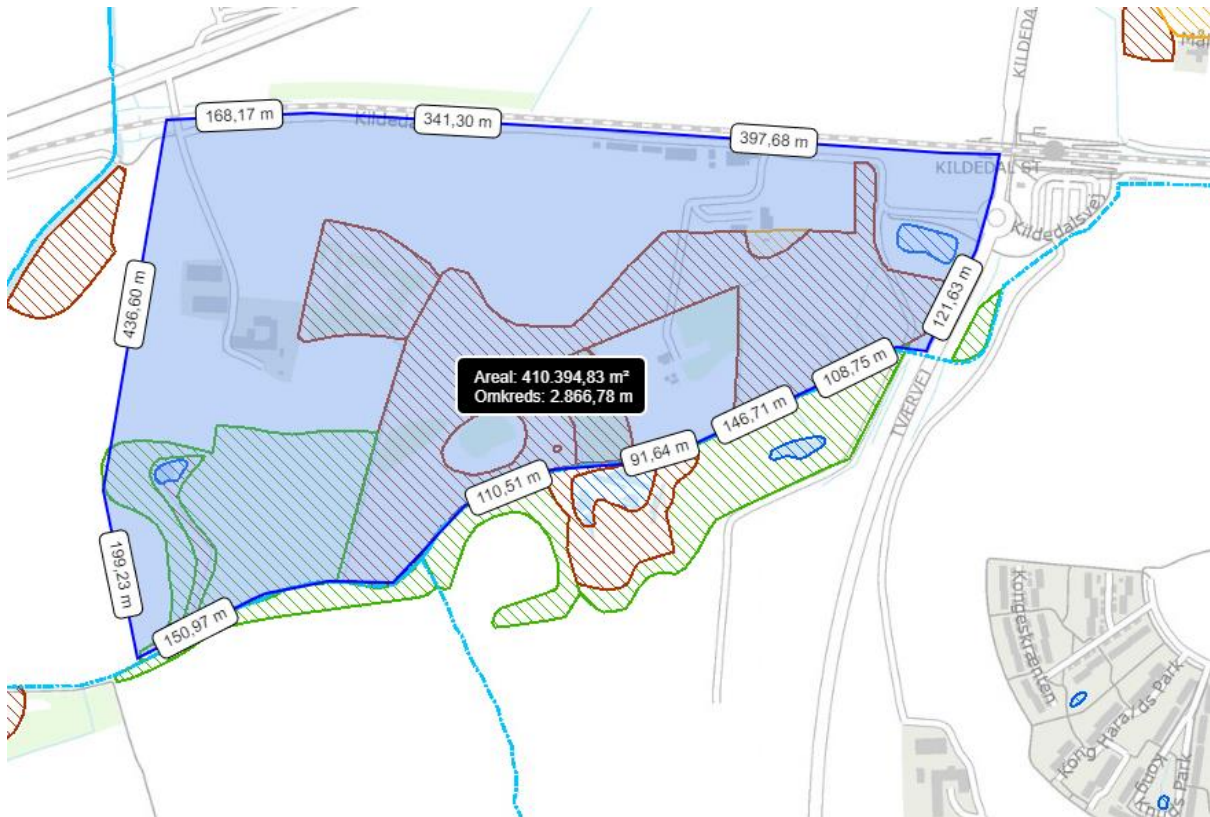 KILDEDAL
168,17 m
341,30 m
397,68 m
KILDEDAL ST
Kildedalsvej
436,60 m
121,63 m
Areal: 410.394,83 m²
Omkreds: 2.866,78 m
108,75 m
146,71 m
91,64 m
110,51 m
TVÆRVEJ
199,23 m
150,97 m
Kongeskrænten
Kong Haralds Park